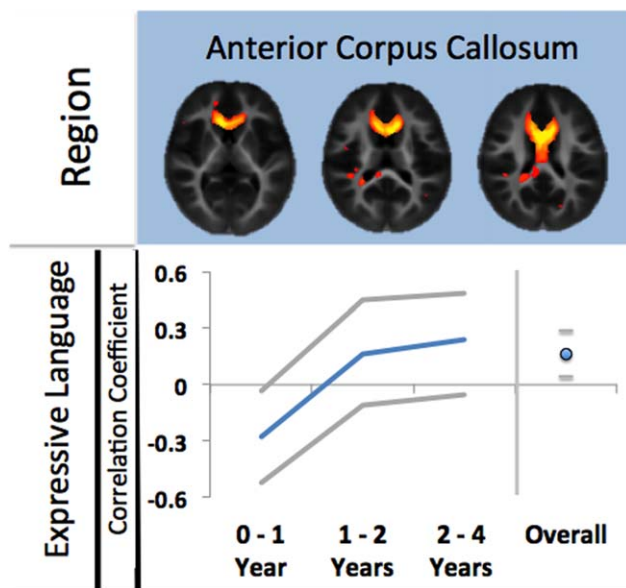 Region
Anterior Corpus Callosum
Expressive Language
Correlation Coefficient
0.6
0.3
0
-0.3
-0.6
0 - 1
Year
1 - 2
Years
2 - 4
Years
Overall